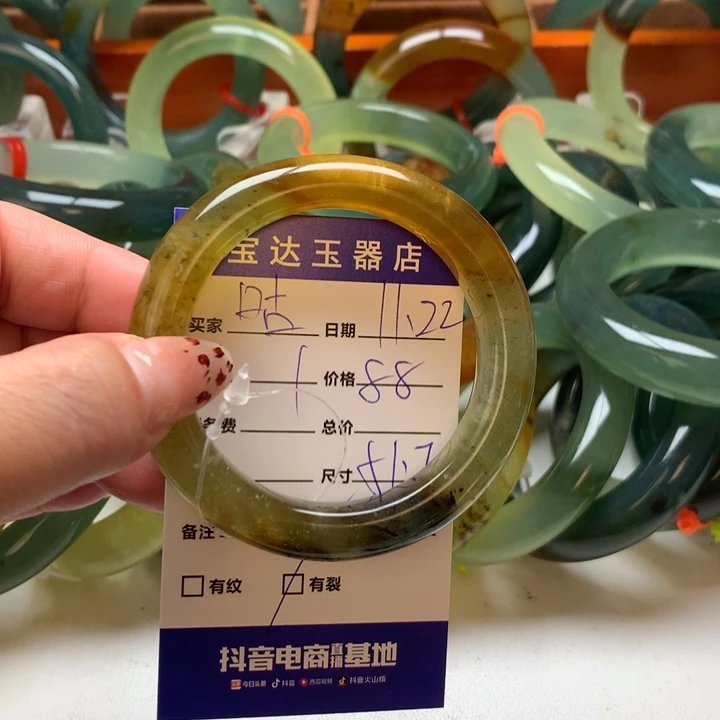 宝达玉器店
买家 日期 11.22
价格 88
费 总价
尺寸
备注:
有纹 有裂
抖音电商直播基地
今日头条 抖音 西瓜视频 抖音火山版